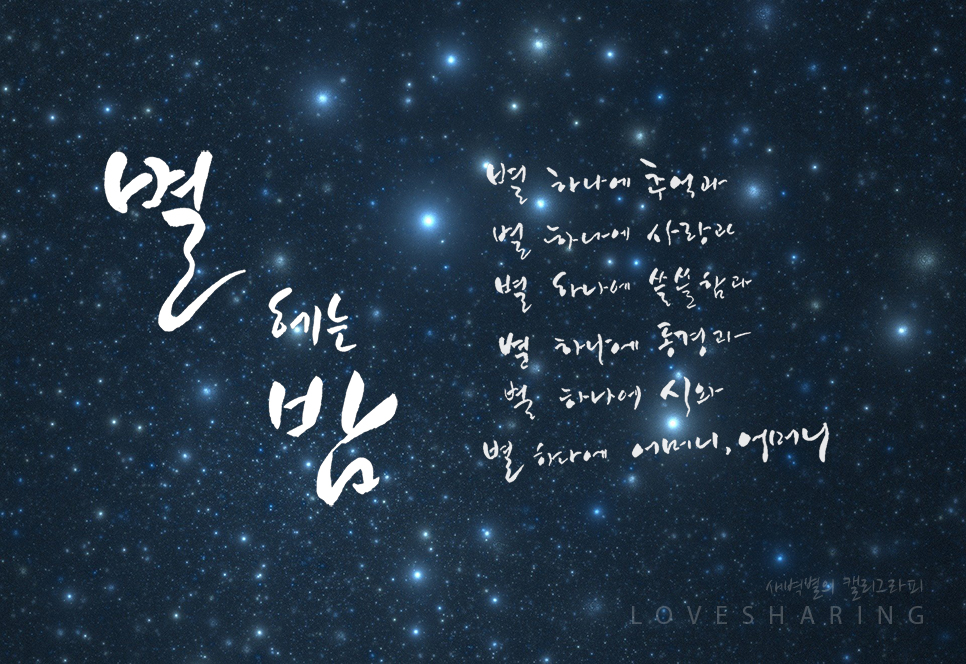 별
헤는
밤
별 하나에 추억과
별 하나에 사랑과
별 하나에 쓸쓸함과
별 하나에 동경과
별 하나에 시와
별 하나에 어머니, 어머니
새벽별의 캘리그라피
LOVESHARING